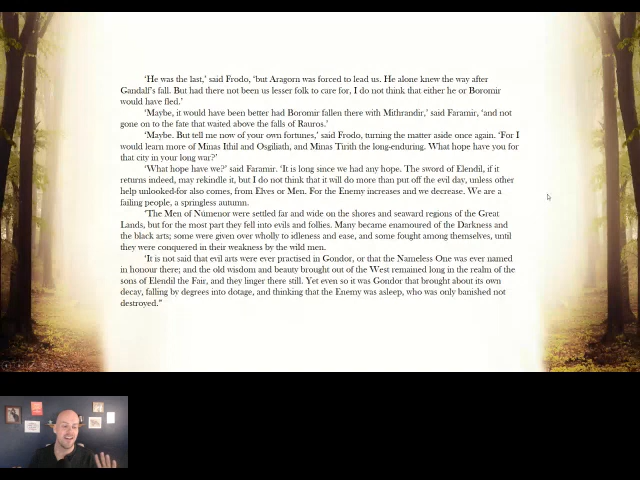 ‘He was the last,’ said Frodo, ‘but Aragorn was forced to lead us. He alone knew the way after
Gandalf’s fall. But had there not been us lesser folk to care for, I do not think that either he or Boromir
would have fled.’
‘Maybe, it would have been better had Boromir fallen there with Mithrandir,’ said Faramir, ‘and not
gone on to the fate that waited above the falls of Rauros.’
‘Maybe. But tell me now of your own fortunes,’ said Frodo, turning the matter aside once again. ‘For I
would learn more of Minas Ithil and Osgiliath, and Minas Tirith the long-enduring. What hope have you for
that city in your long war?’
‘What hope have we?’ said Faramir. ‘It is long since we had any hope. The sword of Elendil, if it
returns indeed, may rekindle it, but I do not think that it will do more than put off the evil day, unless other
help unlooked-for also comes, from Elves or Men. For the Enemy increases and we decrease. We are a
failing people, a springless autumn.
‘The Men of Númenor were settled far and wide on the shores and seaward regions of the Great
Lands, but for the most part they fell into evils and follies. Many became enamoured of the Darkness and
the black arts; some were given over wholly to idleness and ease, and some fought among themselves, until
they were conquered in their weakness by the wild men.
‘It is not said that evil arts were ever practised in Gondor, or that the Nameless One was ever named
in honour there; and the old wisdom and beauty brought out of the West remained long in the realm of the
sons of Elendil the Fair, and they linger there still. Yet even so it was Gondor that brought about its own
decay, falling by degrees into dotage, and thinking that the Enemy was asleep, who was only banished not
destroyed.”